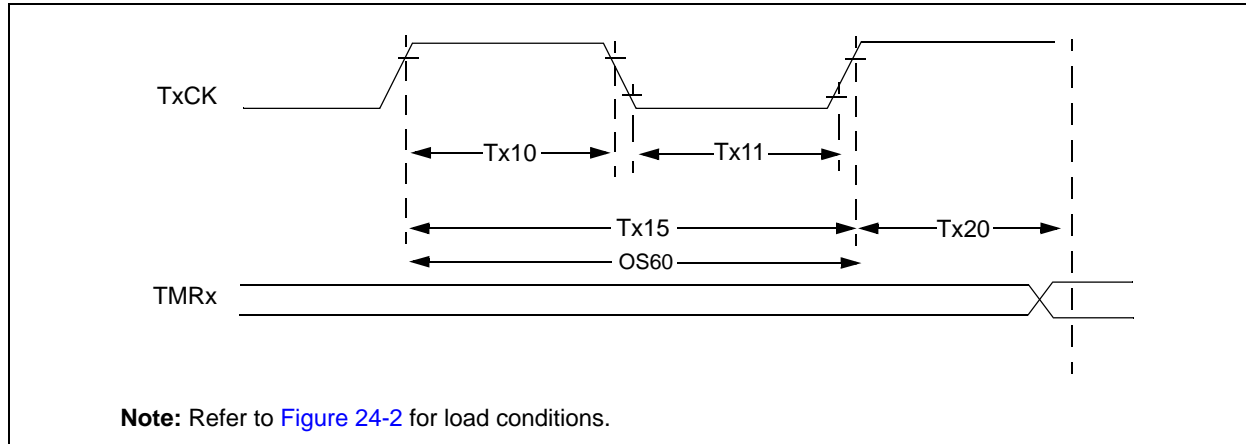 TxCK
Tx10
Tx11
Tx15
Tx20
OS60
TMRx
Note: Refer to Figure 24-2 for load conditions.